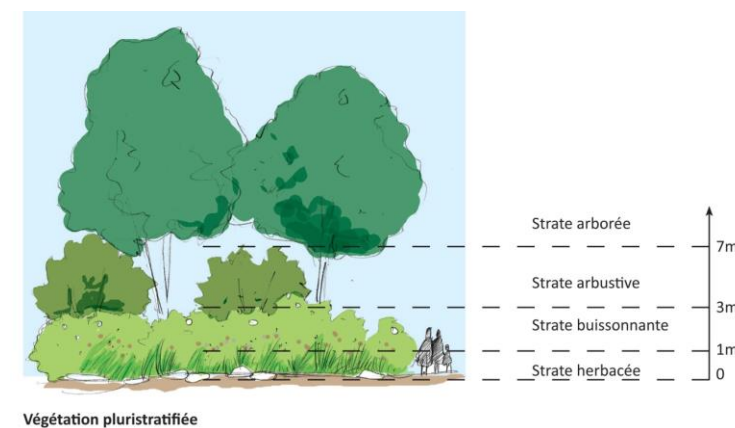 Strate arborée
7m
Strate arbustive
3m
Strate buissonnante
1m
Strate herbacée
0
Végétation pluristratifiée